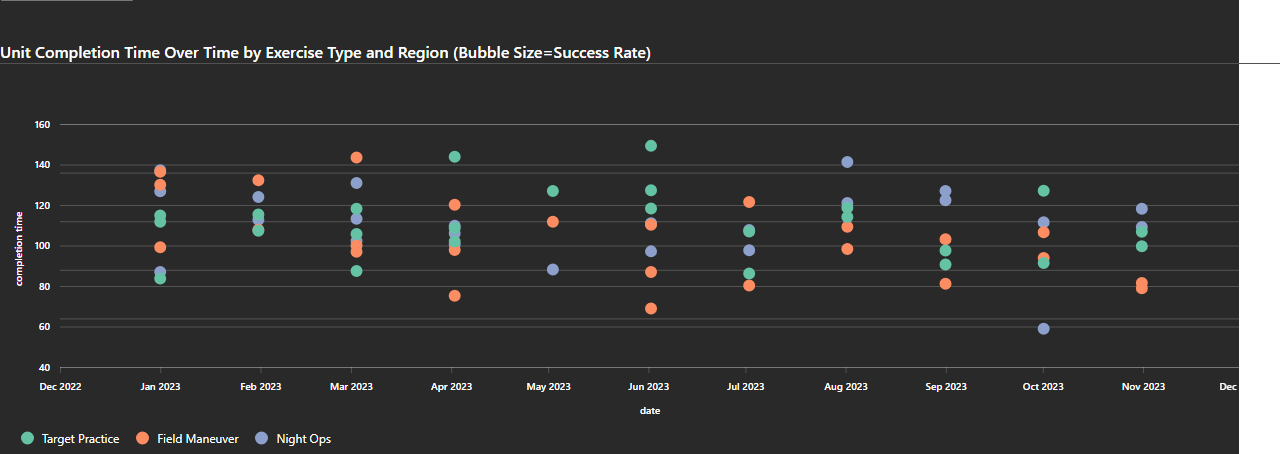 Unit Completion Time Over Time by Exercise Type and Region (Bubble Size=Success Rate)
160
140
120
100
80
60
40
completion time
Dec 2022 Jan 2023 Feb 2023 Mar 2023 Apr 2023 May 2023 Jun 2023 Jul 2023 Aug 2023 Sep 2023 Oct 2023 Nov 2023 Dec
date
Target Practice Field Maneuver Night Ops